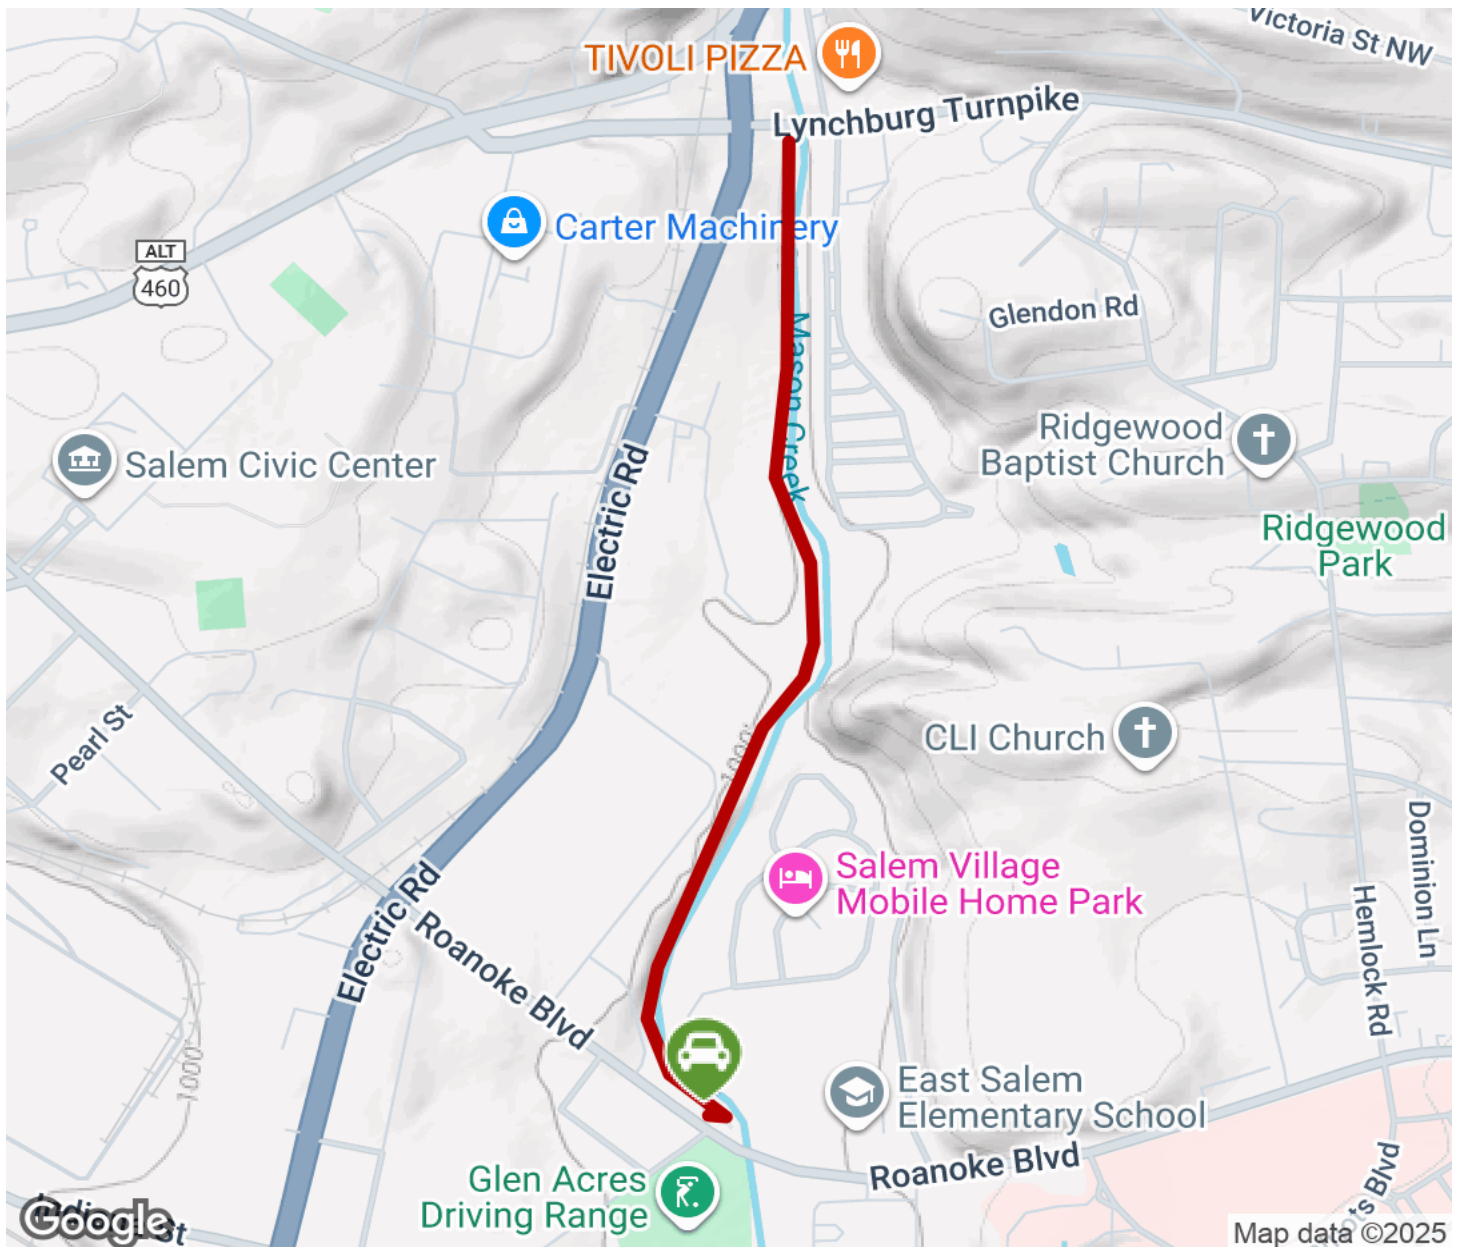 Victoria St NW
TIVOLI PIZZA
Lynchburg Turnpike
Carter Machinery
ALT
460
Glendon Rd
Mason Creek
Ridgewood
Baptist Church
Salem Civic Center
Electric Rd
Ridgewood
Park
Pearl St
CLI Church
1000'
Dominion Ln
Salem Village
Mobile Home Park
Electric Rd
Hemlock Rd
Roanoke Blvd
1000'
East Salem
Elementary School
Roanoke Blvd
Glen Acres
Driving Range
St
Google
Blvd
Map data ©2025